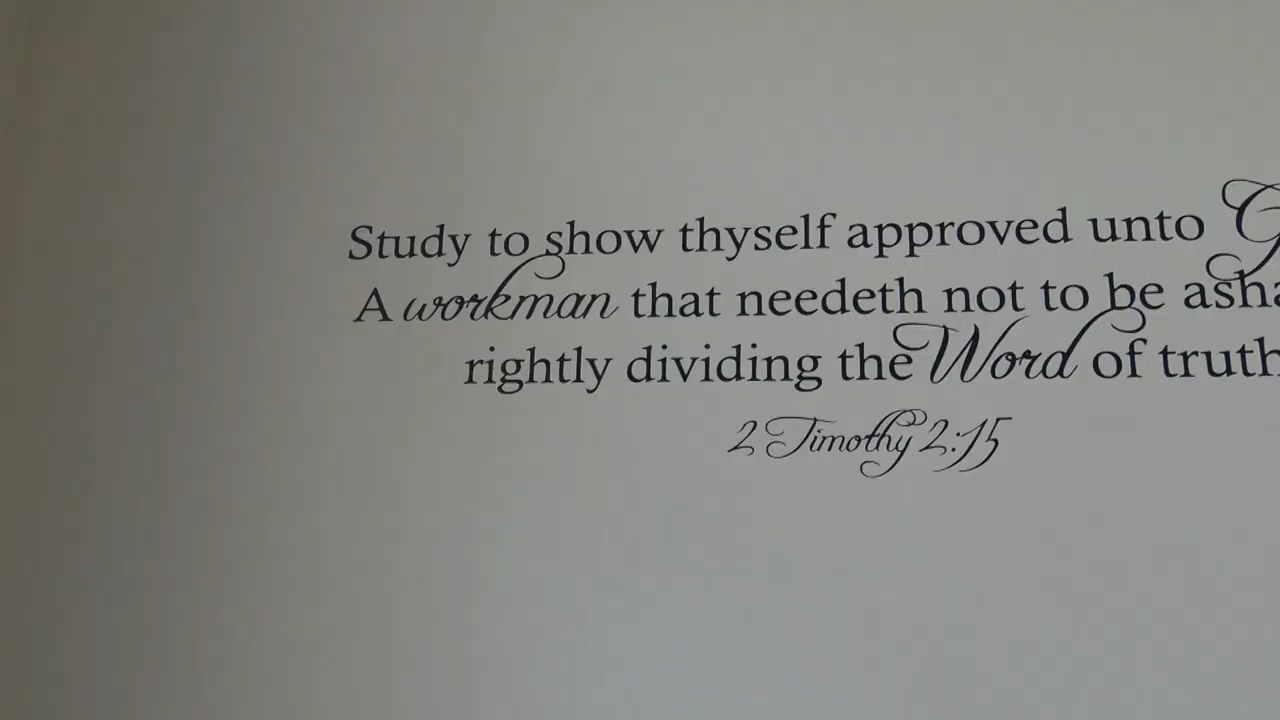 Study to show thyself approved unto G
A workman that needeth not to be asha
rightly dividing the Word of truth
2 Timothy 2:15